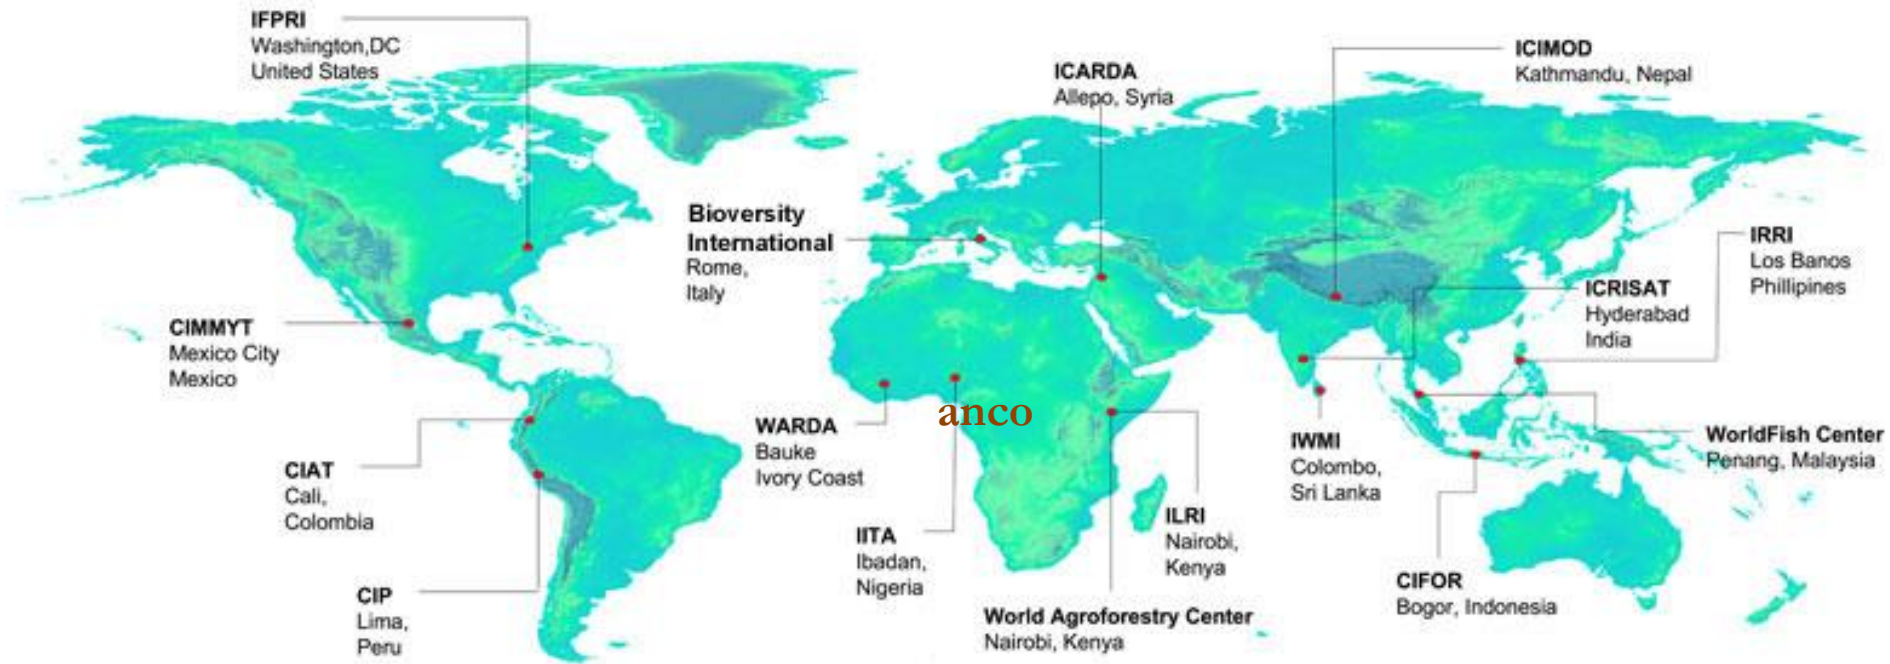 IFPRI
Washington,DC
United States
ICARDA
Allepo, Syria
ICIMOD
Kathmandu, Nepal
Bioversity
International
Rome,
Italy
IRRI
Los Banos
Phillipines
ICRISAT
Hyderabad
India
CIMMYT
Mexico City
Mexico
anco
WARDA
Bauke
Ivory Coast
IWMI
Colombo,
Sri Lanka
WorldFish Center
Penang, Malaysia
CIAT
Cali,
Colombia
IITA
Ibadan,
Nigeria
ILRI
Nairobi,
Kenya
CIFOR
Bogor, Indonesia
CIP
Lima,
Peru
World Agroforestry Center
Nairobi, Kenya